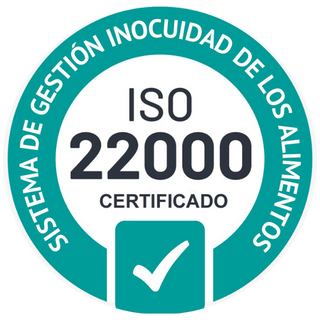 SISTEMA DE GESTIÓN INOCUIDAD DE LOS ALIMENTOS
ISO
22000
CERTIFICADO